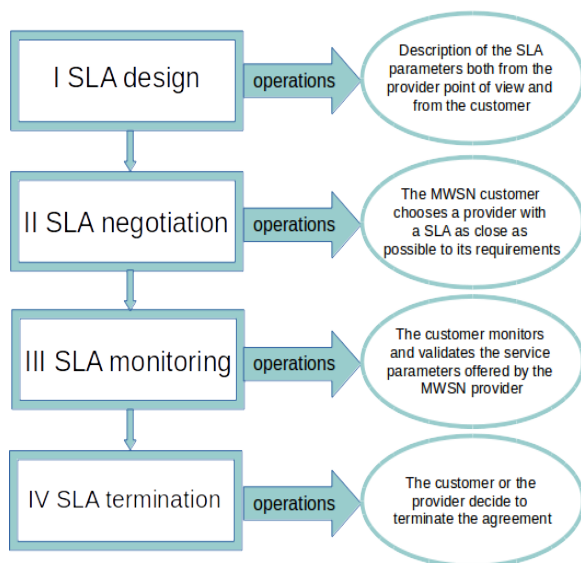 I SLA design
operations
Description of the SLA
parameters both from the
provider point of view and
from the customer
II SLA negotiation
operations
The MWSN customer
chooses a provider with
a SLA as close as
possible to its requirements
III SLA monitoring
operations
The customer monitors
and validates the service
parameters offered by the
MWSN provider
IV SLA termination
operations
The customer or the
provider decide to
terminate the agreement